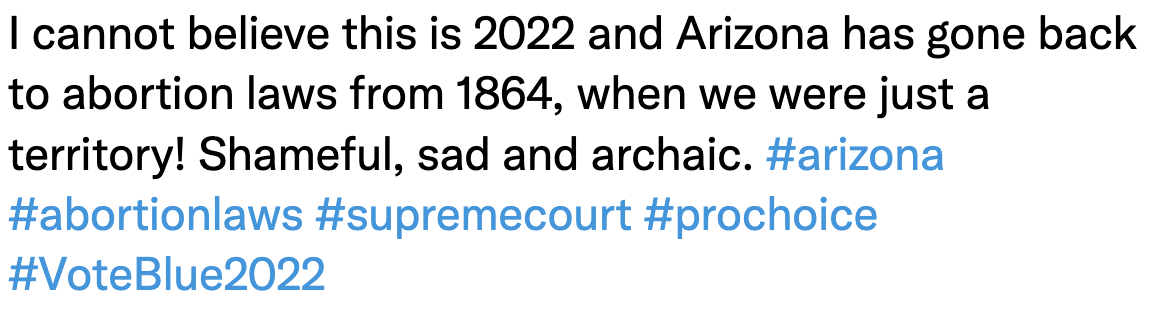 I cannot believe this is 2022 and Arizona has gone back
to abortion laws from 1864, when we were just a
territory! Shameful, sad and archaic. #arizona
#abortionlaws #supremecourt #prochoice
#VoteBlue2022